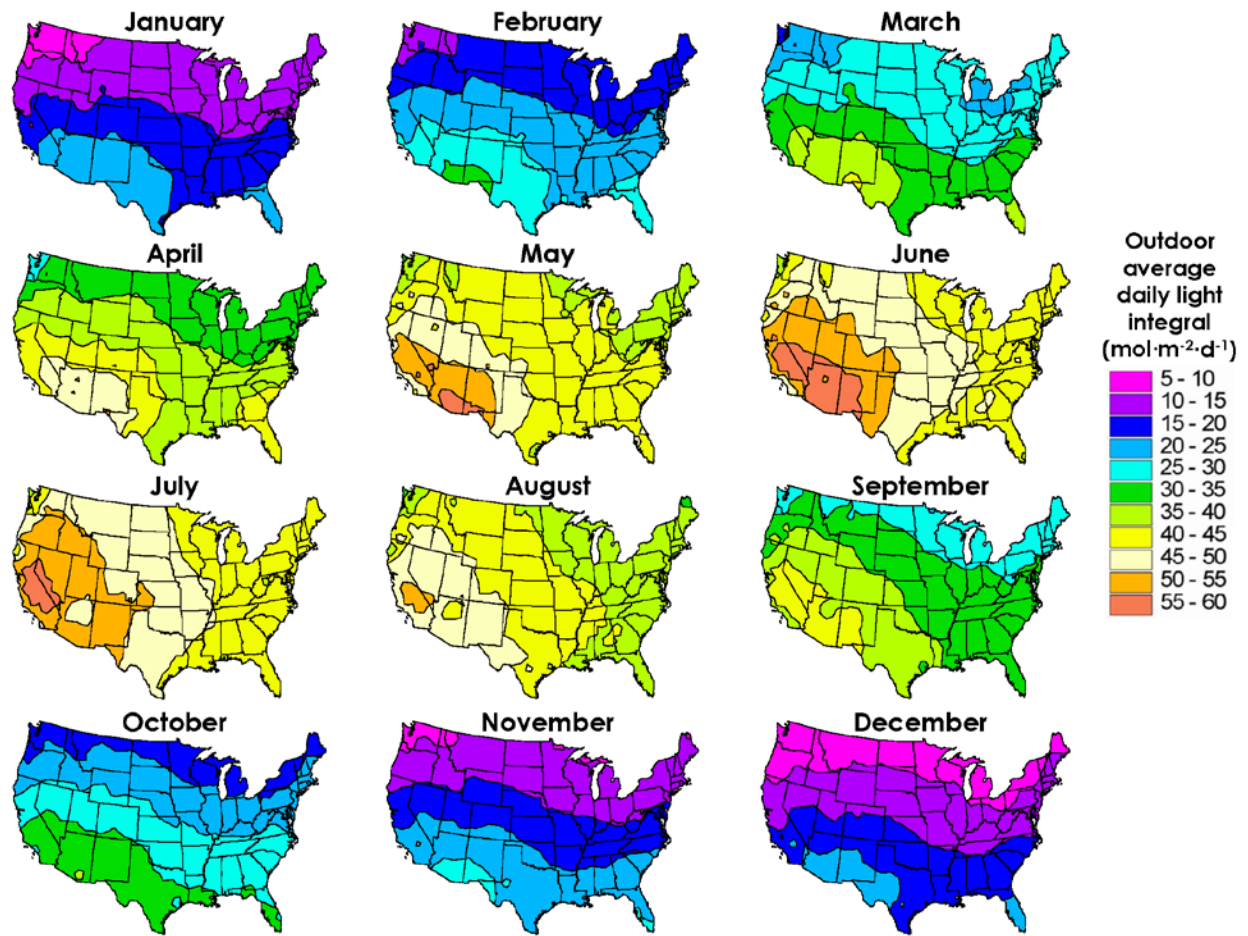 January
February
March
April
May
June
July
August
September
October
November
December
Outdoor
average
daily light
integral
(mol·m-2·d-1)
5 - 10
10 - 15
15 - 20
20 - 25
25 - 30
30 - 35
35 - 40
40 - 45
45 - 50
50 - 55
55 - 60